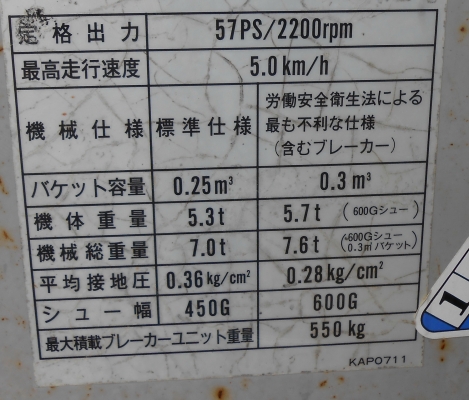 定格出力 57PS/2200rpm
最高走行速度 5.0km/h
機械仕様 標準仕様 労働安全衛生法による
最も不利な仕様
（含むブレーカー）
バケット容量 0.25m³ 0.3m³
機体重量 5.3t 5.7t（600Gシュー）
機械総重量 7.0t 7.6t（600Gシュー
0.3m³バケット）
平均接地圧 0.36kg/cm² 0.28kg/cm²
シュー幅 450G 600G
最大積載ブレーカーユニット重量 550kg
KAP0711
1